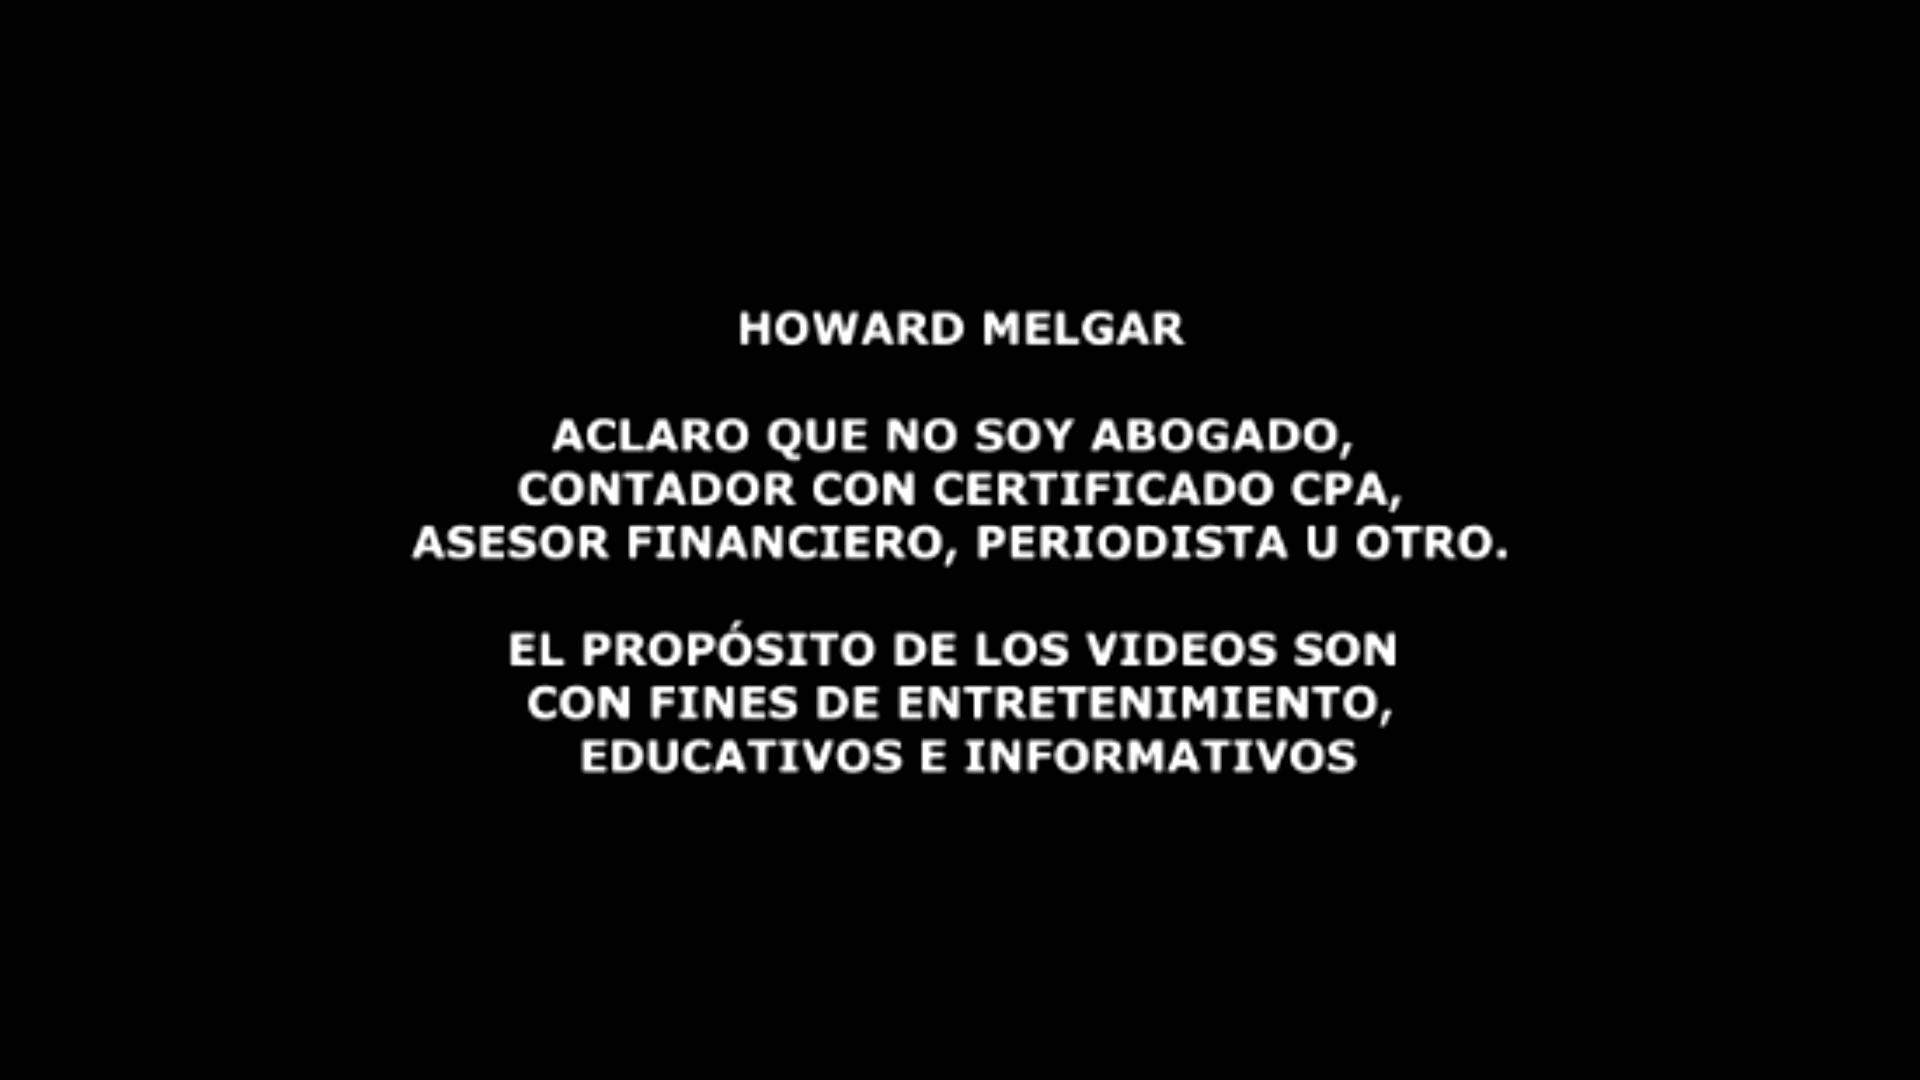 HOWARD MELGAR
ACLARO QUE NO SOY ABOGADO,
CONTADOR CON CERTIFICADO CPA,
ASESOR FINANCIERO, PERIODISTA U OTRO.
EL PROPÓSITO DE LOS VIDEOS SON
CON FINES DE ENTRETENIMIENTO,
EDUCATIVOS E INFORMATIVOS